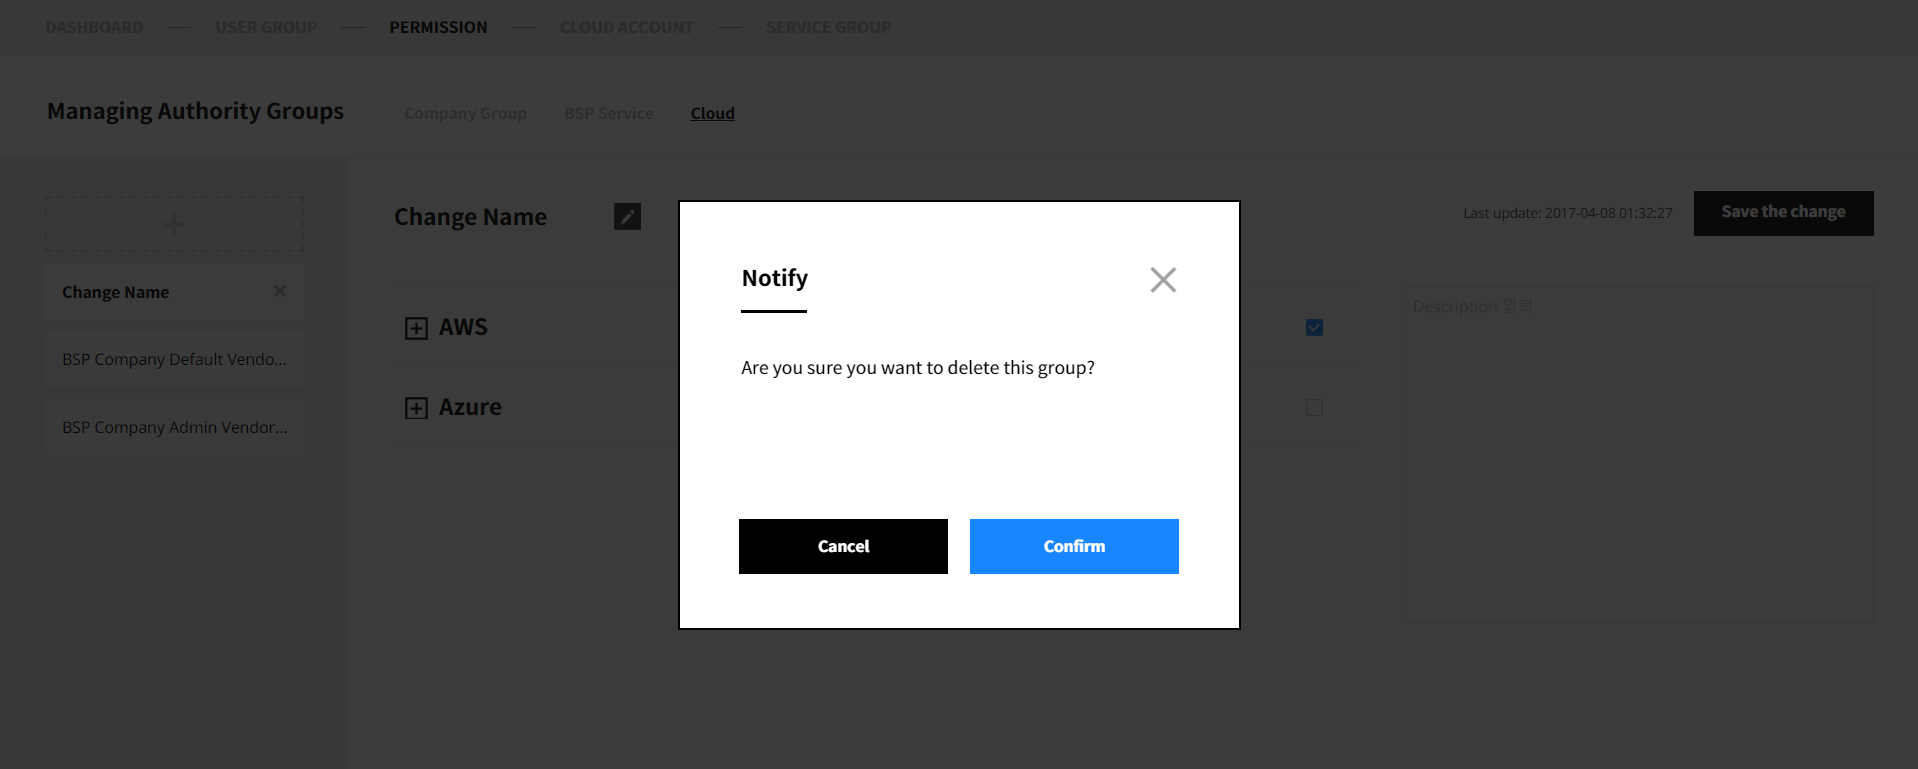 DASHBOARD — USER GROUP — PERMISSION — CLOUD ACCOUNT — SERVICE GROUP
Managing Authority Groups Company Group BSP Service Cloud
Change Name
BSP Company Default Vendo...
BSP Company Admin Vendor...
Change Name
Last update: 2017-04-08 01:32:27
Save the change
AWS
Azure
Description 입력
Notify
Are you sure you want to delete this group?
Cancel
Confirm